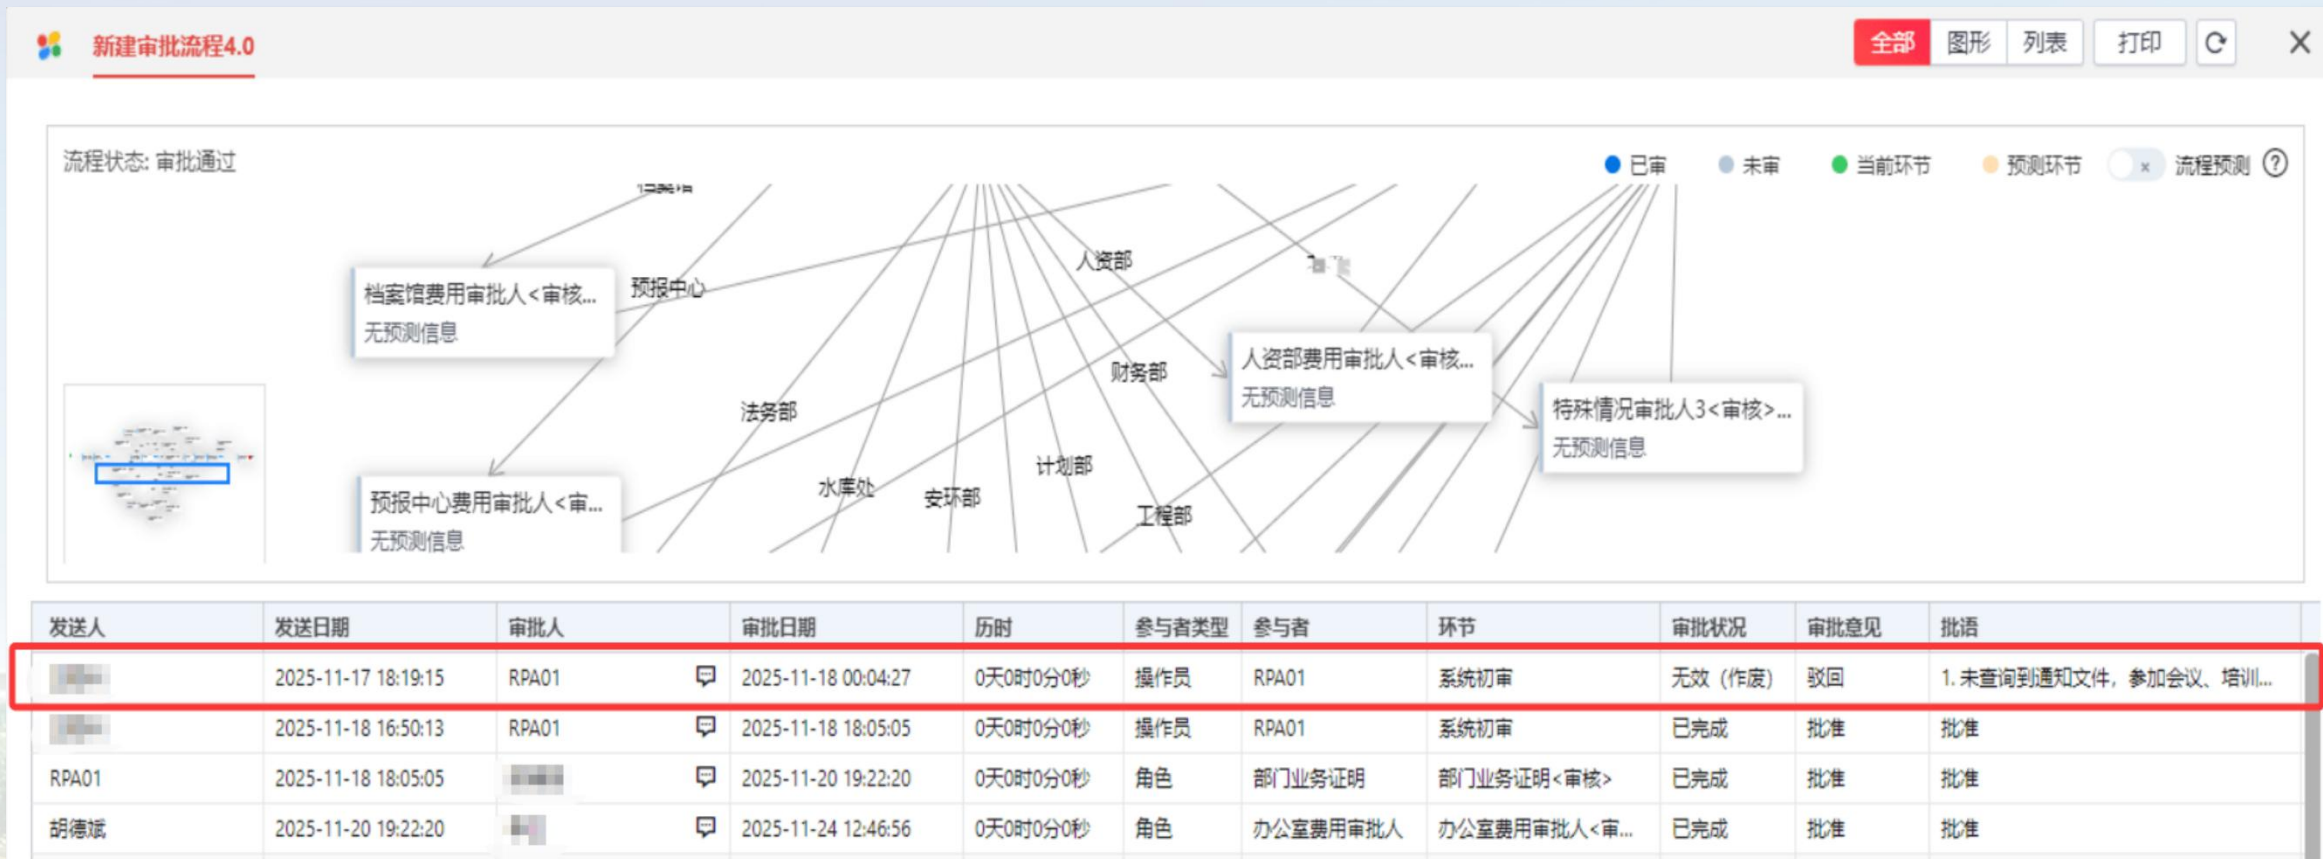 新建审批流程4.0
全部 图形 列表 打印
流程状态: 审批通过
已审 未审 当前环节 预测环节 流程预测
档案馆
人资部
预报中心
档案馆费用审批人<审核...
无预测信息
财务部
人资部费用审批人<审核...
无预测信息
法务部
特殊情况审批人3<审核>...
无预测信息
计划部
水库处
安环部
工程部
预报中心费用审批人<审...
无预测信息
发送人 发送日期 审批人 审批日期 历时 参与者类型 参与者 环节 审批状况 审批意见 批语
2025-11-17 18:19:15 RPA01 2025-11-18 00:04:27 0天0时0分0秒 操作员 RPA01 系统初审 无效（作废） 驳回 1. 未查询到通知文件，参加会议、培训...
2025-11-18 16:50:13 RPA01 2025-11-18 18:05:05 0天0时0分0秒 操作员 RPA01 系统初审 已完成 批准 批准
RPA01 2025-11-18 18:05:05 2025-11-20 19:22:20 0天0时0分0秒 角色 部门业务证明 部门业务证明<审核> 已完成 批准 批准
胡德斌 2025-11-20 19:22:20 2025-11-24 12:46:56 0天0时0分0秒 角色 办公室费用审批人 办公室费用审批人<审... 已完成 批准 批准